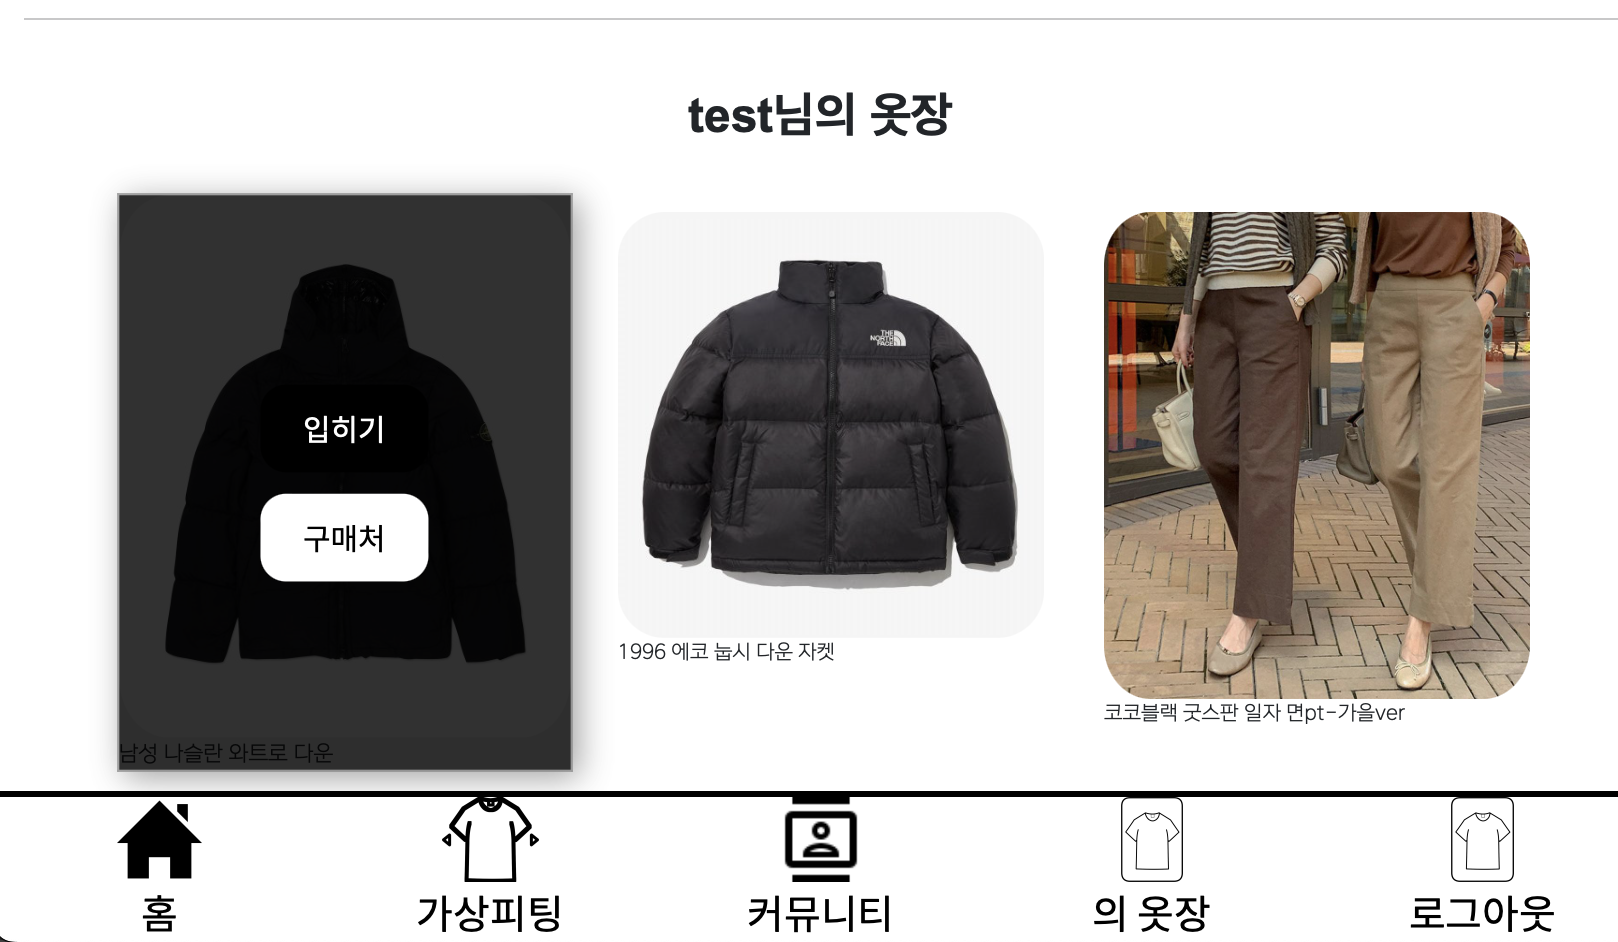 test님의 옷장
입히기
구매처
THE
NORTH
FACE
1996 에코 눕시 다운 자켓
코코블랙 굿스판 일자 면pt-가을ver
남성 나슬란 와트로 다운
홈
가상피팅
커뮤니티
의 옷장
로그아웃